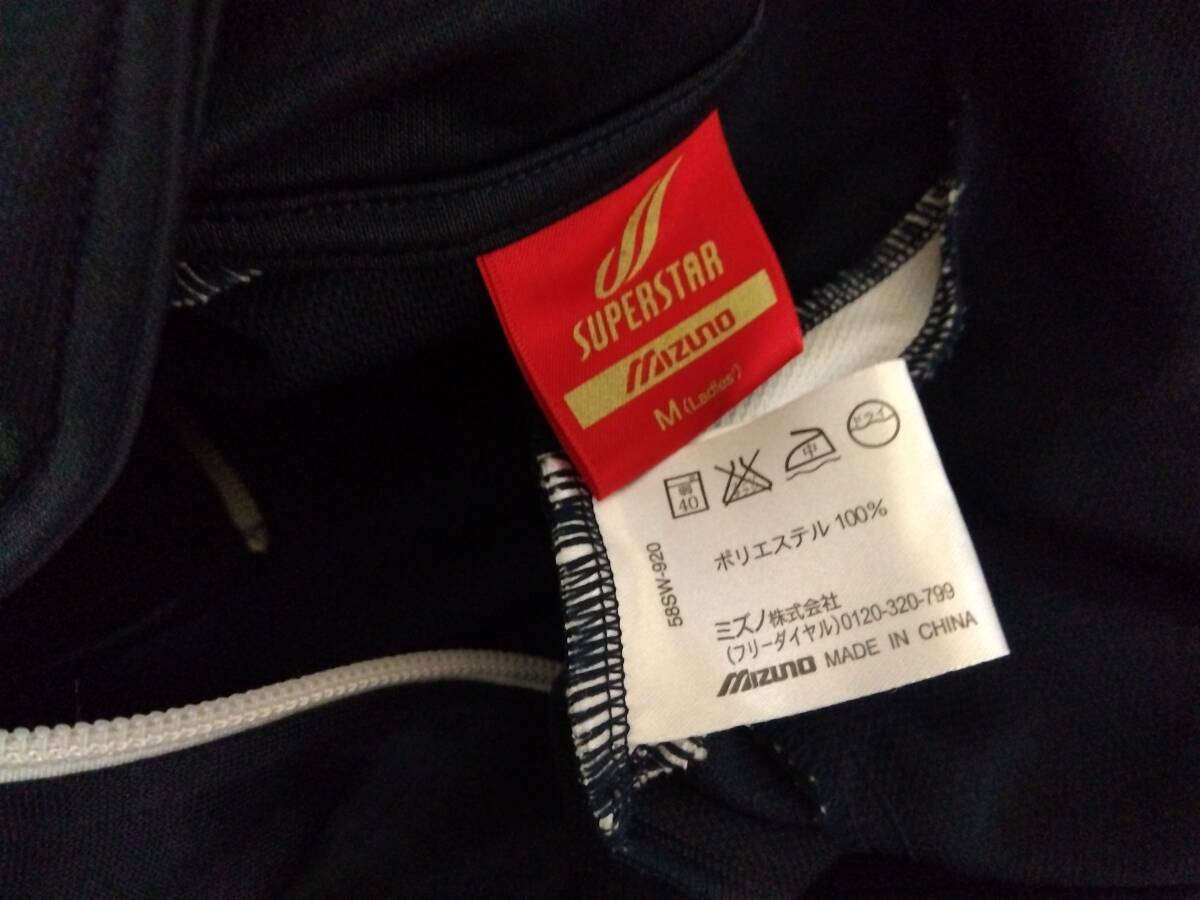 SUPERSTAR
MIZUNO
M (Ladies')
弱
40
中
ドライ
ポリエステル 100%
58SW-920
ミズノ株式会社
(フリーダイヤル)0120-320-799
MIZUNO MADE IN CHINA